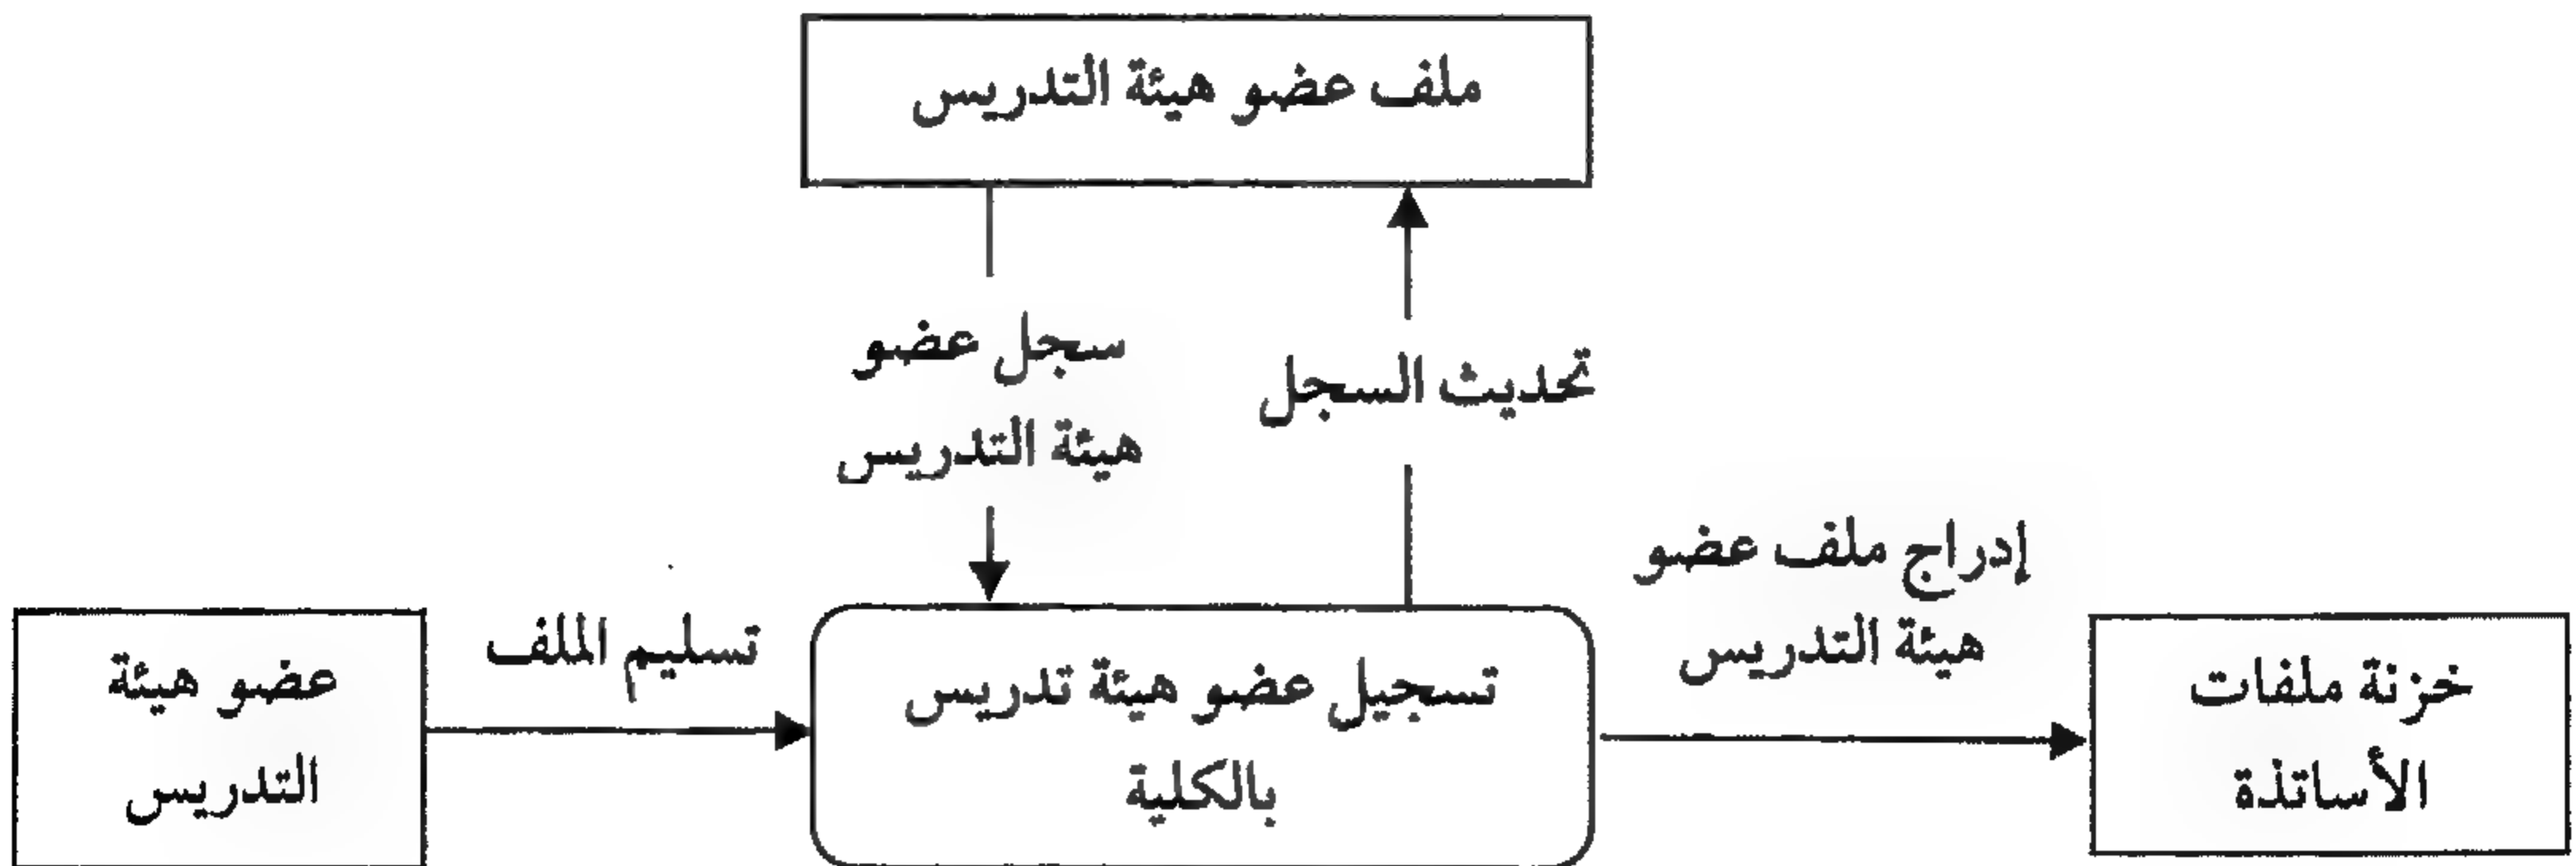 ملف عضو هيئة التدريس
سجل عضو
هيئة التدريس
تحديث السجل
إدراج ملف عضو
هيئة التدريس
تسليم الملف
عضو هيئة
التدريس
تسجيل عضو هيئة تدريس
بالكلية
خزنة ملفات
الأساتذة